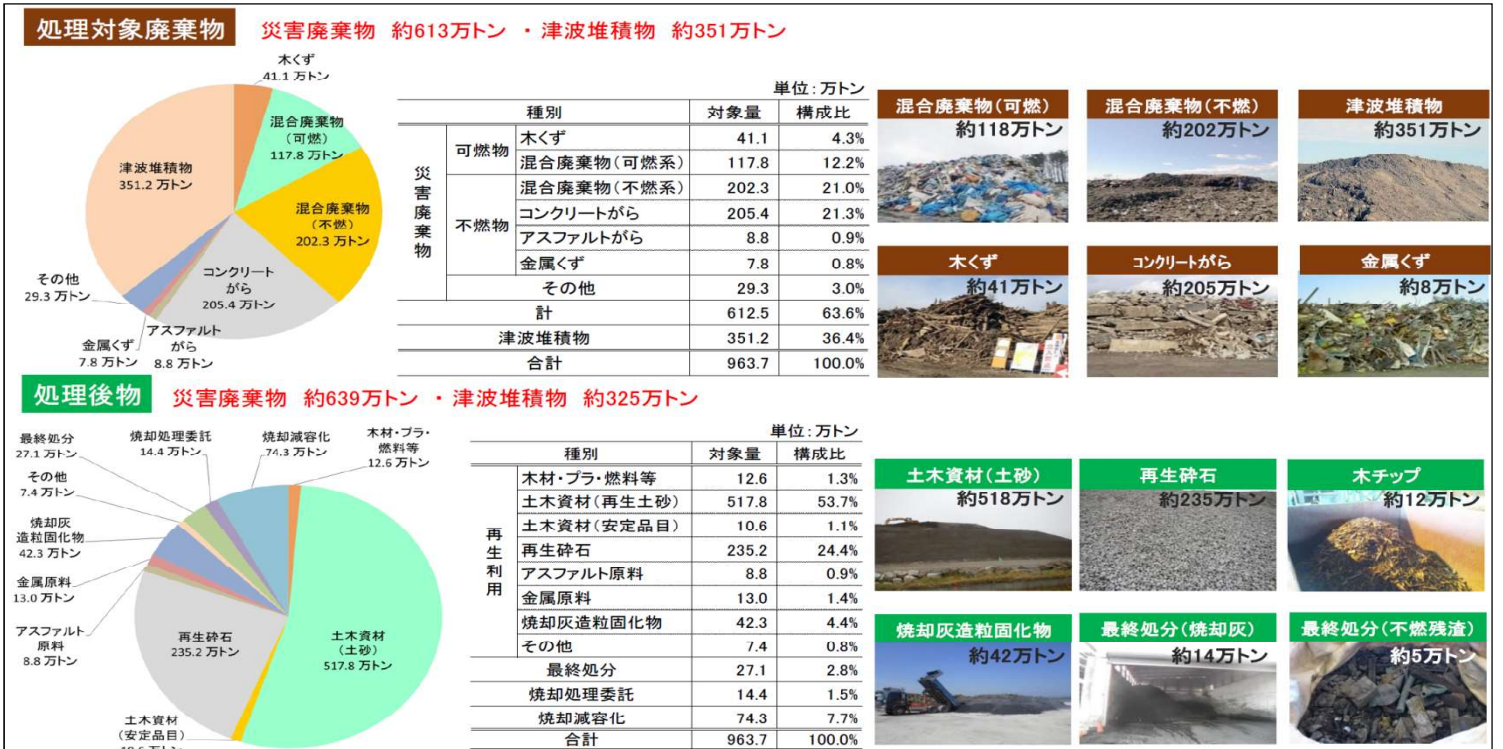 処理対象廃棄物 災害廃棄物 約613万トン ・津波堆積物 約351万トン
木くず
41.1 万トン
混合廃棄物
(可燃)
117.8 万トン
混合廃棄物
(不燃)
202.3 万トン
コンクリート
がら
205.4 万トン
アスファルト
がら
8.8 万トン
金属くず
7.8 万トン
その他
29.3 万トン
津波堆積物
351.2 万トン
単位:万トン
種別 対象量 構成比
災害廃棄物
可燃物
木くず 41.1 4.3%
混合廃棄物(可燃系) 117.8 12.2%
不燃物
混合廃棄物(不燃系) 202.3 21.0%
コンクリートがら 205.4 21.3%
アスファルトがら 8.8 0.9%
金属くず 7.8 0.8%
その他 29.3 3.0%
計 612.5 63.6%
津波堆積物 351.2 36.4%
合計 963.7 100.0%
混合廃棄物(可燃)
約118万トン
混合廃棄物(不燃)
約202万トン
津波堆積物
約351万トン
木くず
約41万トン
コンクリートがら
約205万トン
金属くず
約8万トン
処理後物 災害廃棄物 約639万トン ・津波堆積物 約325万トン
最終処分
27.1 万トン
焼却処理委託
14.4 万トン
焼却減容化
74.3 万トン
木材・プラ・
燃料等
12.6 万トン
その他
7.4 万トン
焼却灰
造粒固化物
42.3 万トン
金属原料
13.0 万トン
アスファルト
原料
8.8 万トン
再生砕石
235.2 万トン
土木資材
(土砂)
517.8 万トン
土木資材
(安定品目)
単位:万トン
種別 対象量 構成比
再生利用
木材・プラ・燃料等 12.6 1.3%
土木資材(再生土砂) 517.8 53.7%
土木資材(安定品目) 10.6 1.1%
再生砕石 235.2 24.4%
アスファルト原料 8.8 0.9%
金属原料 13.0 1.4%
焼却灰造粒固化物 42.3 4.4%
その他 7.4 0.8%
最終処分 27.1 2.8%
焼却処理委託 14.4 1.5%
焼却減容化 74.3 7.7%
合計 963.7 100.0%
土木資材(土砂)
約518万トン
再生砕石
約235万トン
木チップ
約12万トン
焼却灰造粒固化物
約42万トン
最終処分(焼却灰)
約14万トン
最終処分(不燃残渣)
約5万トン